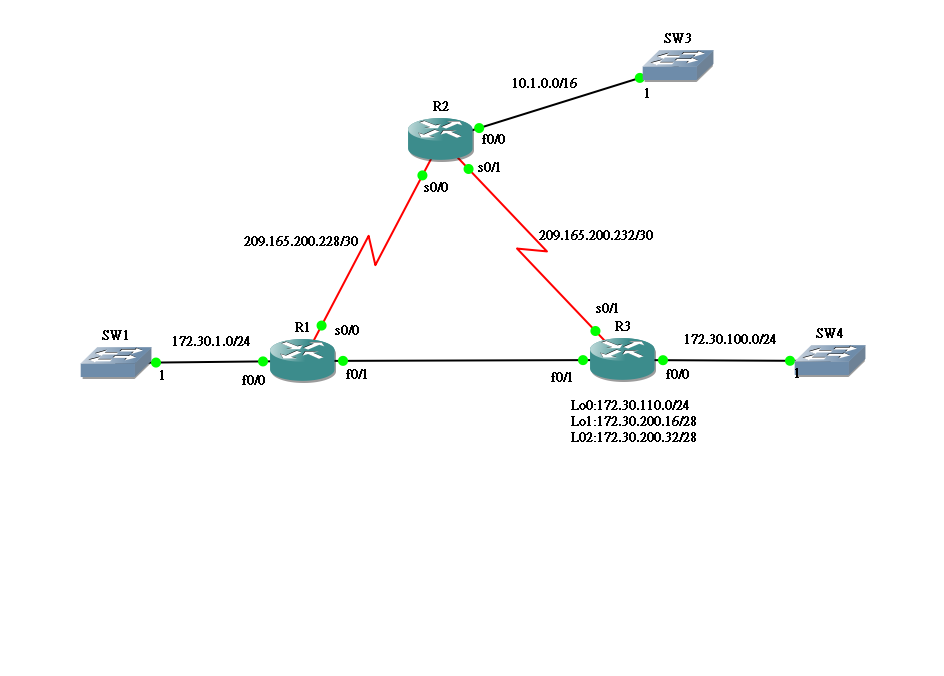 SW3
10.1.0.0/16
1
R2
f0/0
s0/1
s0/0
209.165.200.228/30
209.165.200.232/30
s0/1
R1
s0/0
R3
SW1
172.30.1.0/24
172.30.100.0/24
SW4
1
f0/0
f0/1
f0/1
f0/0
1
Lo0:172.30.110.0/24
Lo1:172.30.200.16/28
L02:172.30.200.32/28